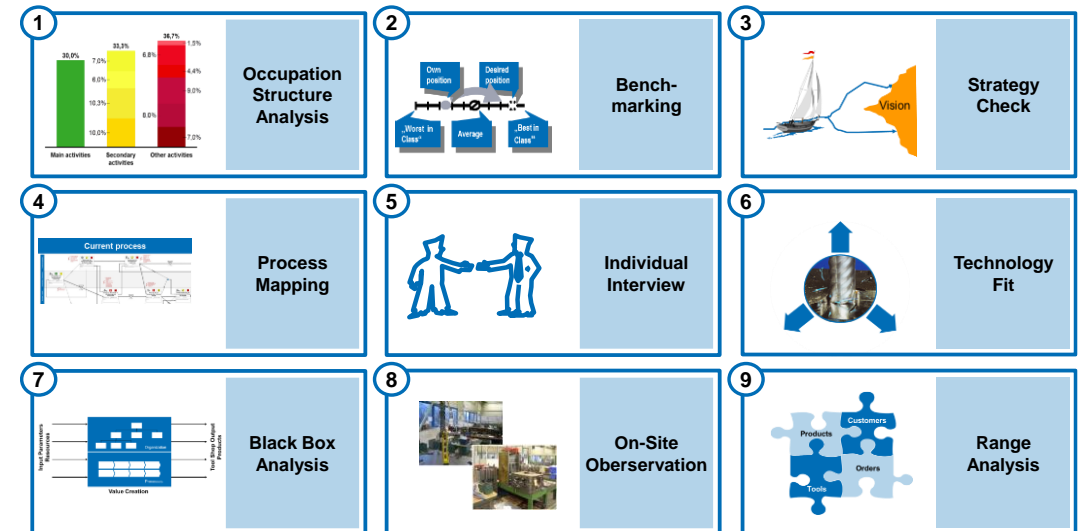 1
30,0%
33,3%
36,7%
7,0%
6,0%
10,3%
10,0%
1,5%
6.8%
4,4%
9,0%
8.0%
7,0%
Main activities
Secondary
activities
Other activities
Occupation
Structure
Analysis
2
Own
position
Desired
position
„Worst in
Class"
Average
„Best in
Class"
Bench-
marking
3
Vision
Strategy
Check
4
Current process
Process
Mapping
5
Individual
Interview
6
Technology
Fit
7
Input Parameters
Resources
Organisation
Processes
Value Creation
Tool Shop Output
Products
Black Box
Analysis
8
On-Site
Oberservation
9
Products
Customers
Tools
Orders
Range
Analysis